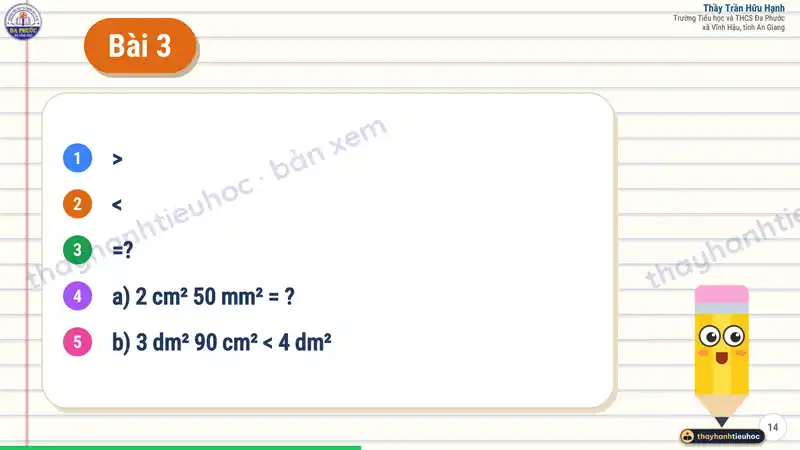 Thầy Trần Hữu Hạnh
Trường Tiểu học và THCS Đa Phước
xã Vĩnh Hậu, tỉnh An Giang
ĐA PHƯỚC
Bài 3
1 >
2 <
3 =?
4 a) 2 cm² 50 mm² = ?
5 b) 3 dm² 90 cm² < 4 dm²
thayhanhtieuhoc · bản xem
thayhanhtieuhoc
14